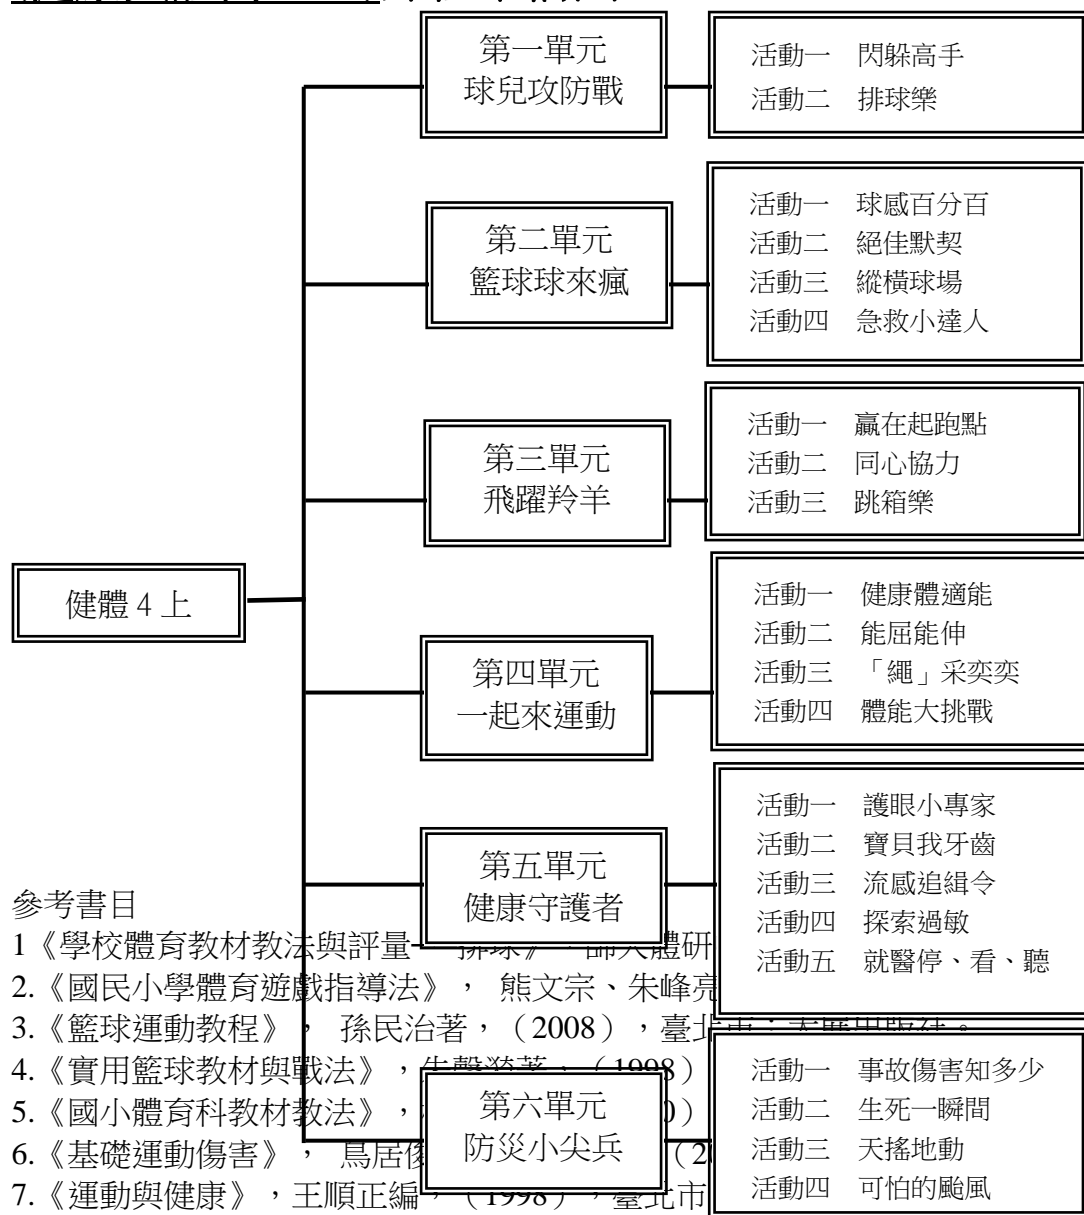 第一單元
球兒攻防戰
活動一 閃躲高手
活動二 排球樂
第二單元
籃球球來瘋
活動一 球感百分百
活動二 絕佳默契
活動三 縱橫球場
活動四 急救小達人
第三單元
飛躍羚羊
活動一 贏在起跑點
活動二 同心協力
活動三 跳箱樂
健體 4 上
第四單元
一起來運動
活動一 健康體適能
活動二 能屈能伸
活動三 「繩」采奕奕
活動四 體能大挑戰
第五單元
健康守護者
活動一 護眼小專家
活動二 寶貝我牙齒
活動三 流感追緝令
活動四 探索過敏
活動五 就醫停、看、聽
第六單元
防災小尖兵
活動一 事故傷害知多少
活動二 生死一瞬間
活動三 天搖地動
活動四 可怕的颱風
參考書目
1《學校體育教材教法與評量
2.《國民小學體育遊戲指導法》， 熊文宗、朱峰亮
3.《籃球運動教程》， 孫民治著，（2008），臺北
4.《實用籃球教材與戰法》，
5.《國小體育科教材教法》，
6.《基礎運動傷害》， 鳥居俊
7.《運動與健康》，王順正編，（1998），臺北市